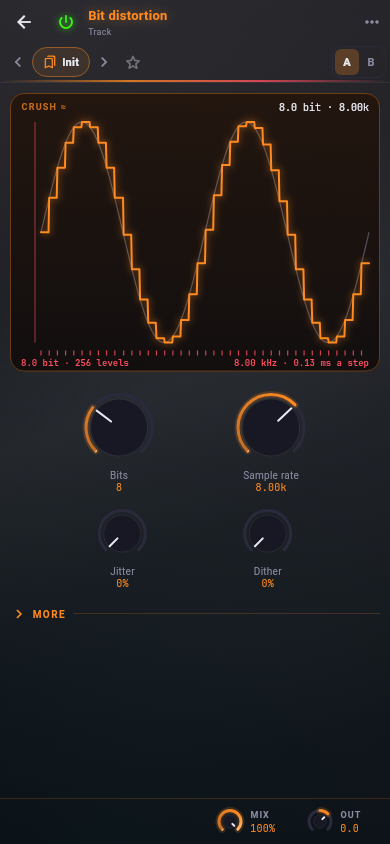 Bit distortion
Track
Init
A B
CRUSH ≈
8.0 bit · 8.00k
8.0 bit · 256 levels
8.00 kHz · 0.13 ms a step
Bits
8
Sample rate
8.00k
Jitter
0%
Dither
0%
MORE
MIX
100%
OUT
0.0